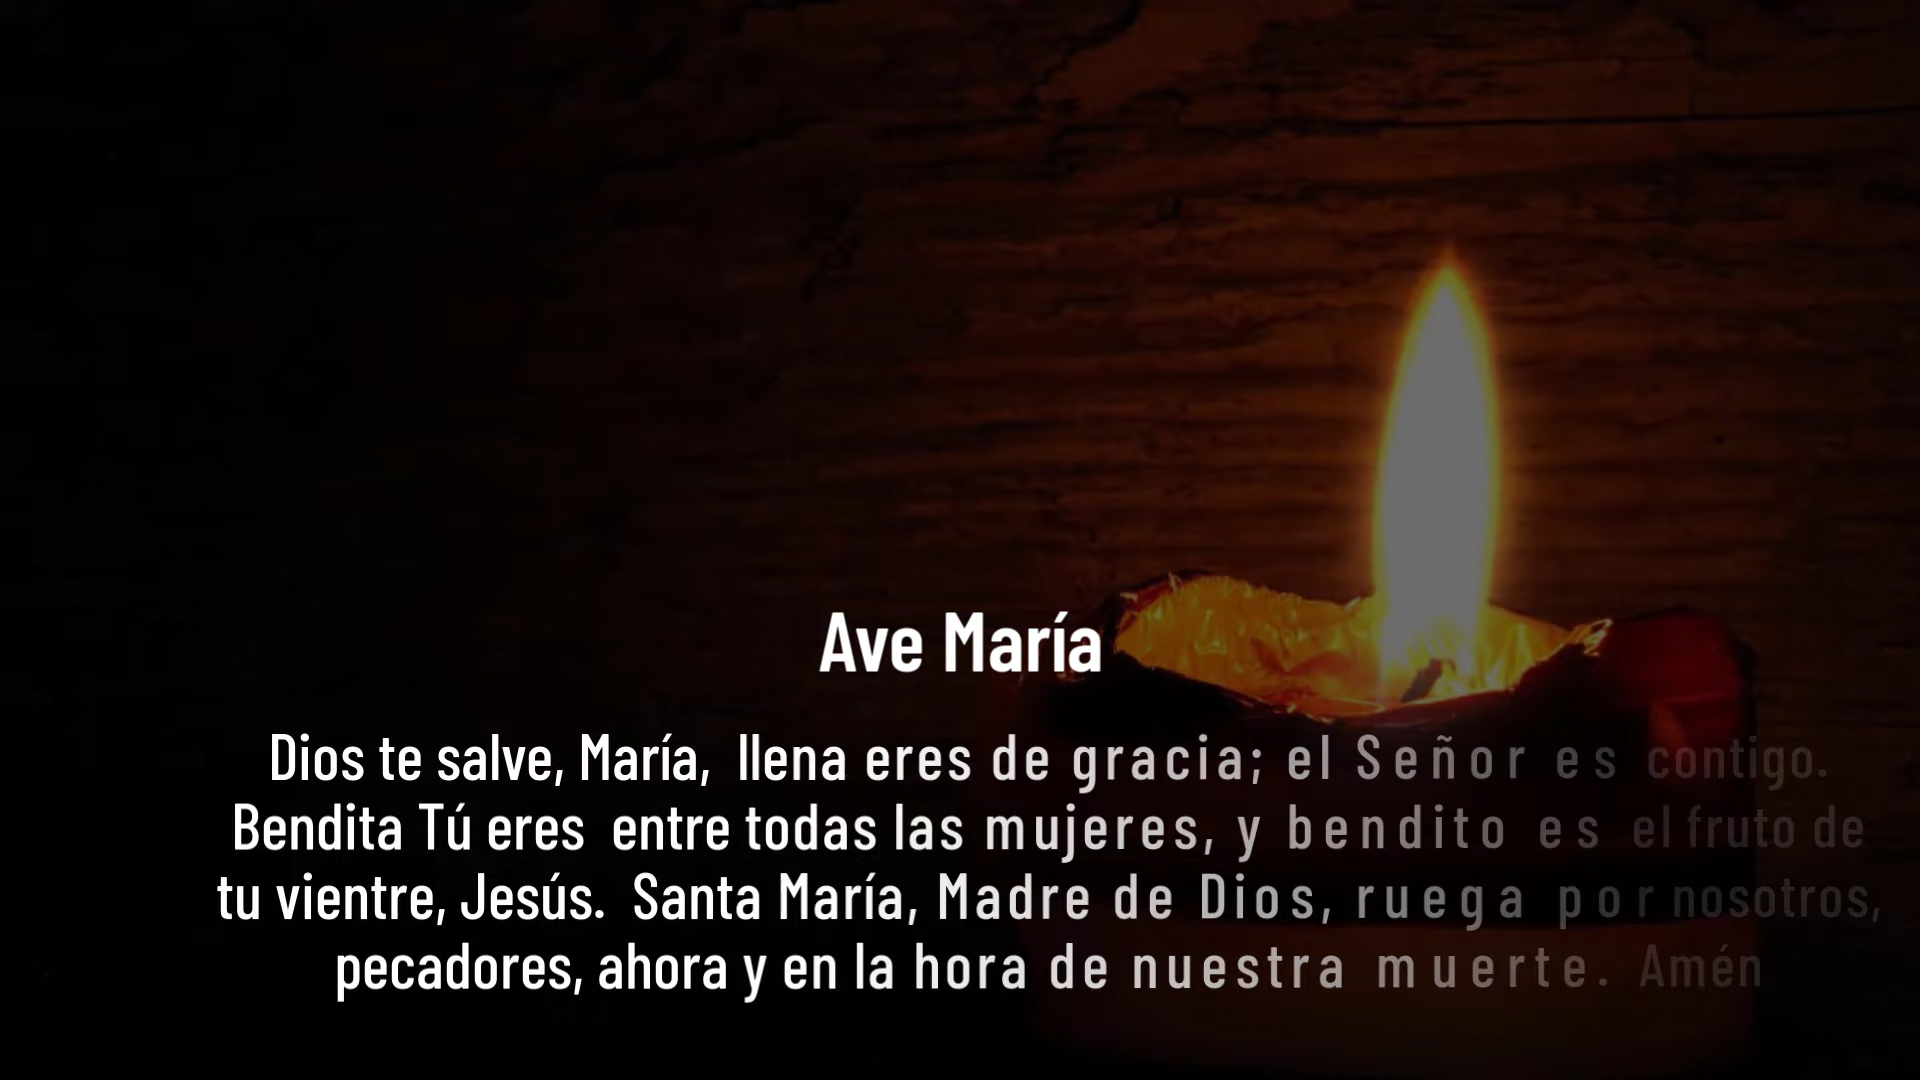 Ave María
Dios te salve, María, llena eres de gracia; el Señor es contigo.
Bendita Tú eres entre todas las mujeres, y bendito es el fruto de
tu vientre, Jesús. Santa María, Madre de Dios, ruega por nosotros,
pecadores, ahora y en la hora de nuestra muerte. Amén